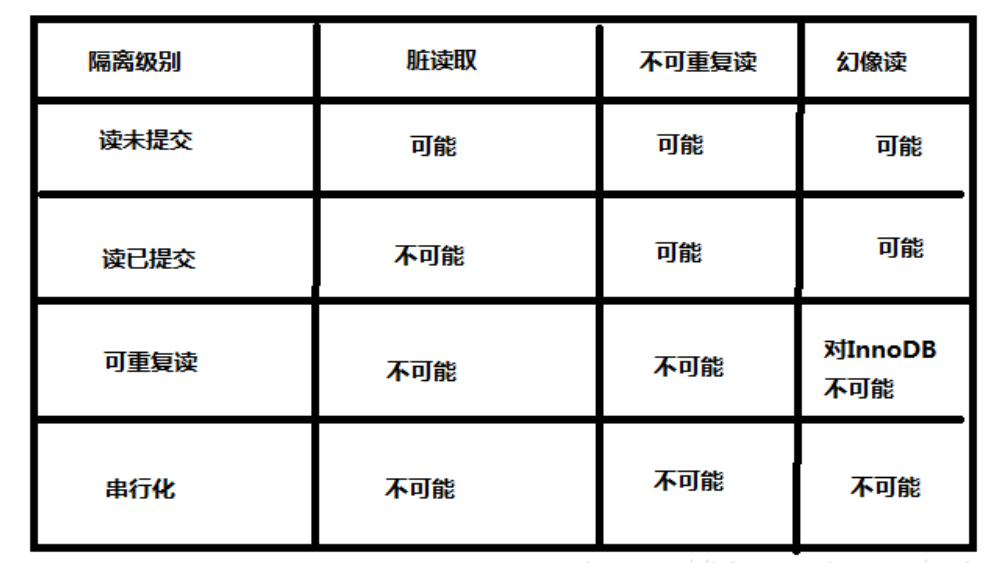 隔离级别 脏读取 不可重复读 幻像读
读未提交 可能 可能 可能
读已提交 不可能 可能 可能
可重复读 不可能 不可能 对InnoDB
不可能
串行化 不可能 不可能 不可能